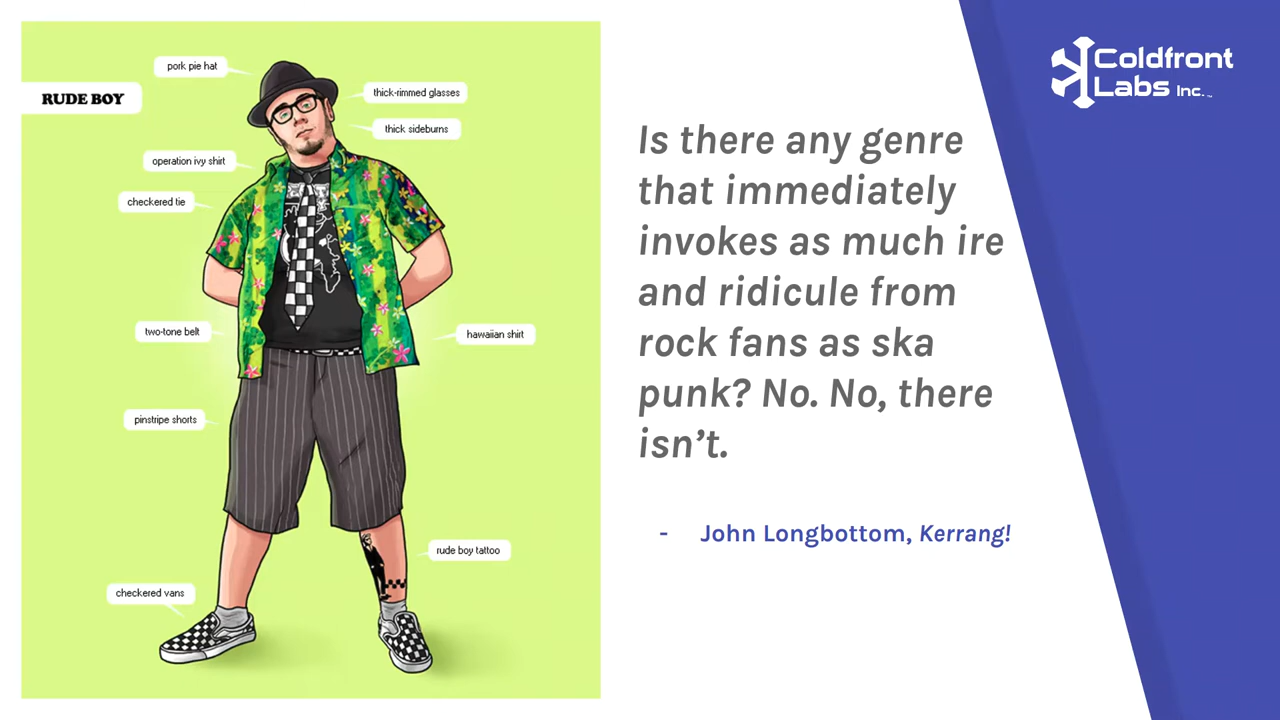 RUDE BOY
pork pie hat
thick-rimmed glasses
thick sideburns
operation ivy shirt
checkered tie
two-tone belt
hawaiian shirt
pinstripe shorts
rude boy tattoo
checkered vans
Is there any genre
that immediately
invokes as much ire
and ridicule from
rock fans as ska
punk? No. No, there
isn’t.
- John Longbottom, Kerrang!
Coldfront
Labs Inc.™